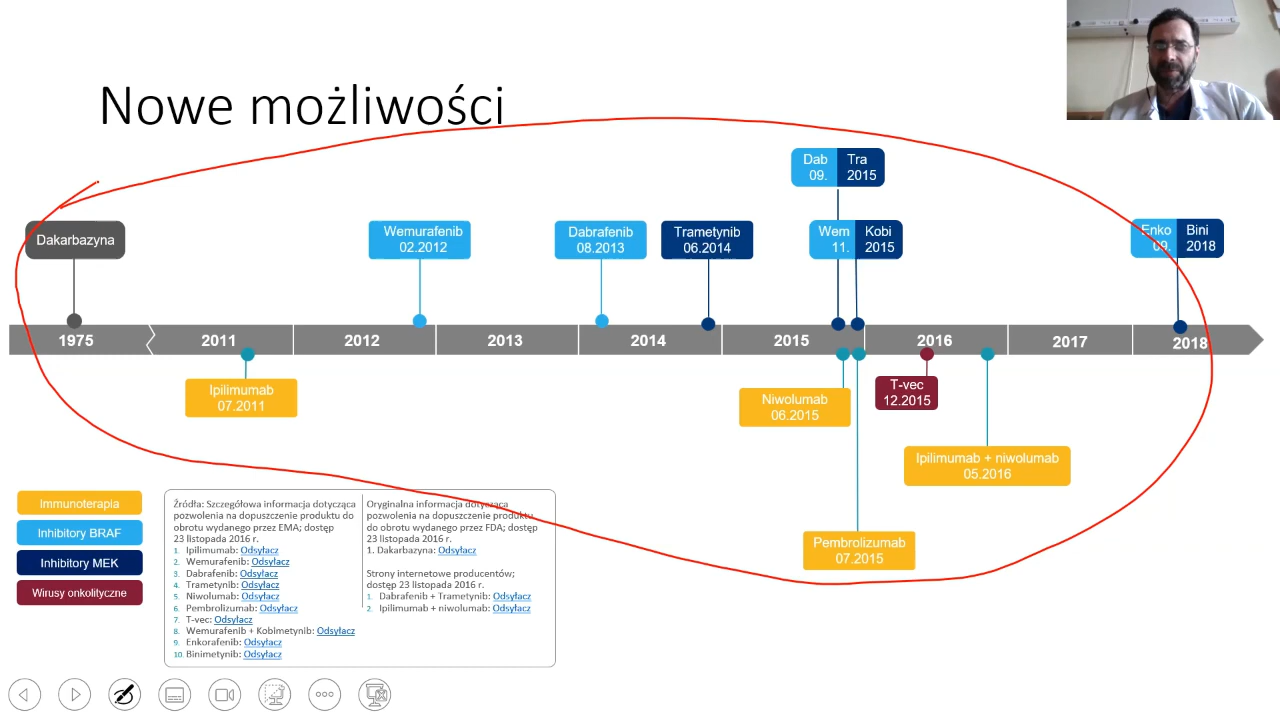 Nowe możliwości
Dab
09.
Tra
2015
Dakarbazyna
Wemurafenib
02.2012
Dabrafenib
08.2013
Trametynib
06.2014
Wem
11.
Kobi
2015
Enko
09.
Bini
2018
1975
2011
2012
2013
2014
2015
2016
2017
2018
Ipilimumab
07.2011
Niwolumab
06.2015
T-vec
12.2015
Ipilimumab + niwolumab
05.2016
Pembrolizumab
07.2015
Immunoterapia
Inhibitory BRAF
Inhibitory MEK
Wirusy onkolityczne
Źródła: Szczegółowa informacja dotycząca
pozwolenia na dopuszczenie produktu do
obrotu wydanego przez EMA; dostęp
23 listopada 2016 r.
1. Ipilimumab: Odsyłacz
2. Wemurafenib: Odsyłacz
3. Dabrafenib: Odsyłacz
4. Trametynib: Odsyłacz
5. Niwolumab: Odsyłacz
6. Pembrolizumab: Odsyłacz
7. T-vec: Odsyłacz
8. Wemurafenib + Kobimetynib: Odsyłacz
9. Enkorafenib: Odsyłacz
10. Binimetynib: Odsyłacz
Oryginalna informacja dotycząca
pozwolenia na dopuszczenie produktu
do obrotu wydanego przez FDA; dostęp
23 listopada 2016 r.
1. Dakarbazyna: Odsyłacz
Strony internetowe producentów;
dostęp 23 listopada 2016 r.
1. Dabrafenib + Trametynib: Odsyłacz
2. Ipilimumab + niwolumab: Odsyłacz